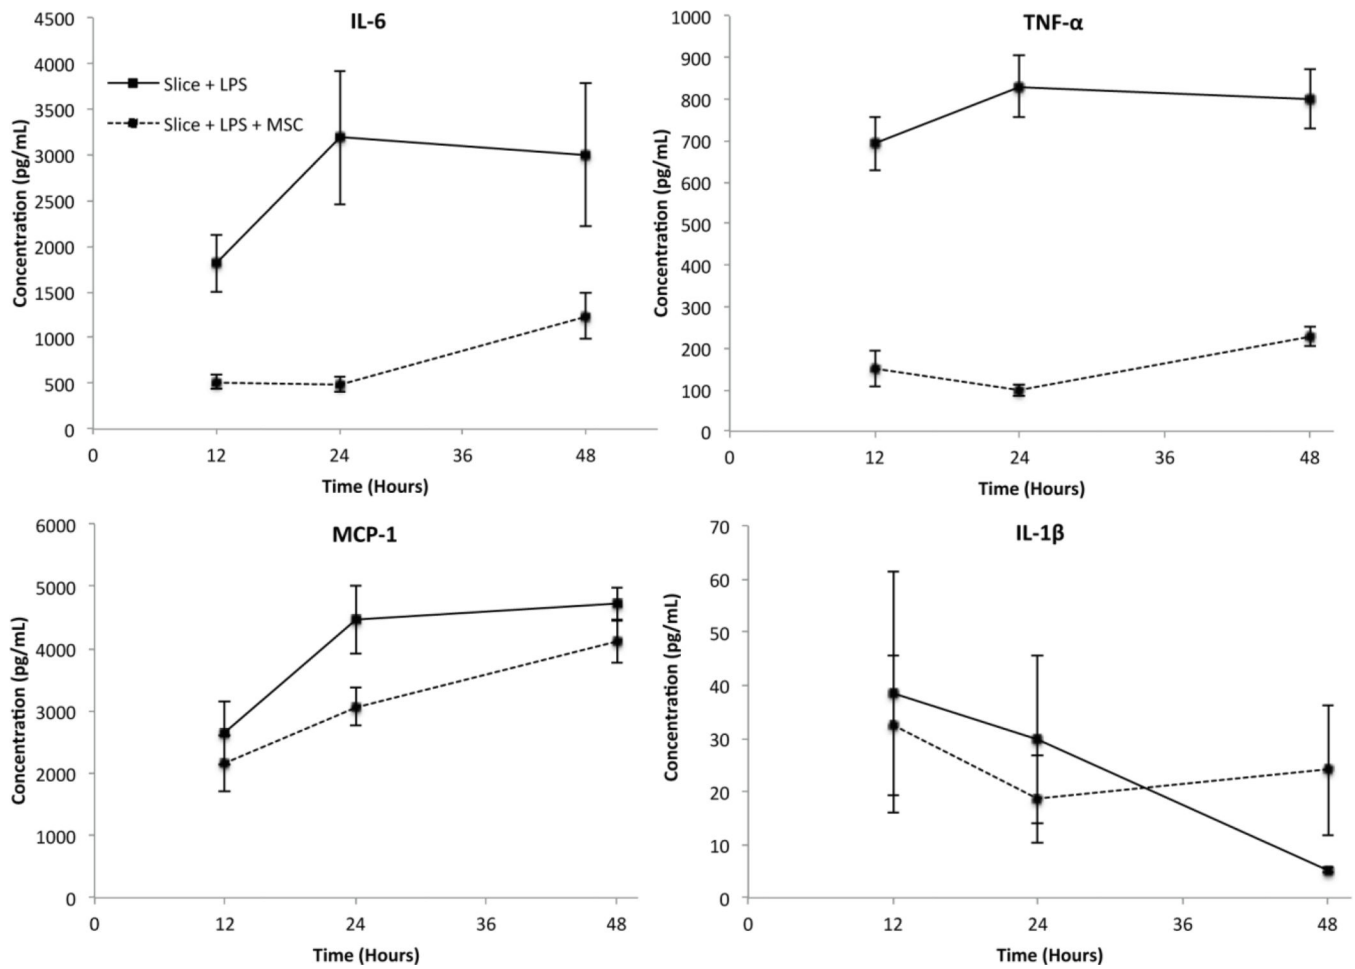 IL-6
4500
4000
3500
3000
2500
2000
1500
1000
500
0
Concentration (pg/mL)
Slice + LPS
Slice + LPS + MSC
0 12 24 36 48
Time (Hours)
TNF-α
1000
900
800
700
600
500
400
300
200
100
0
Concentration (pg/mL)
0 12 24 36 48
Time (Hours)
MCP-1
6000
5000
4000
3000
2000
1000
0
Concentration (pg/mL)
0 12 24 36 48
Time (Hours)
IL-1β
70
60
50
40
30
20
10
0
Concentration (pg/mL)
0 12 24 36 48
Time (Hours)